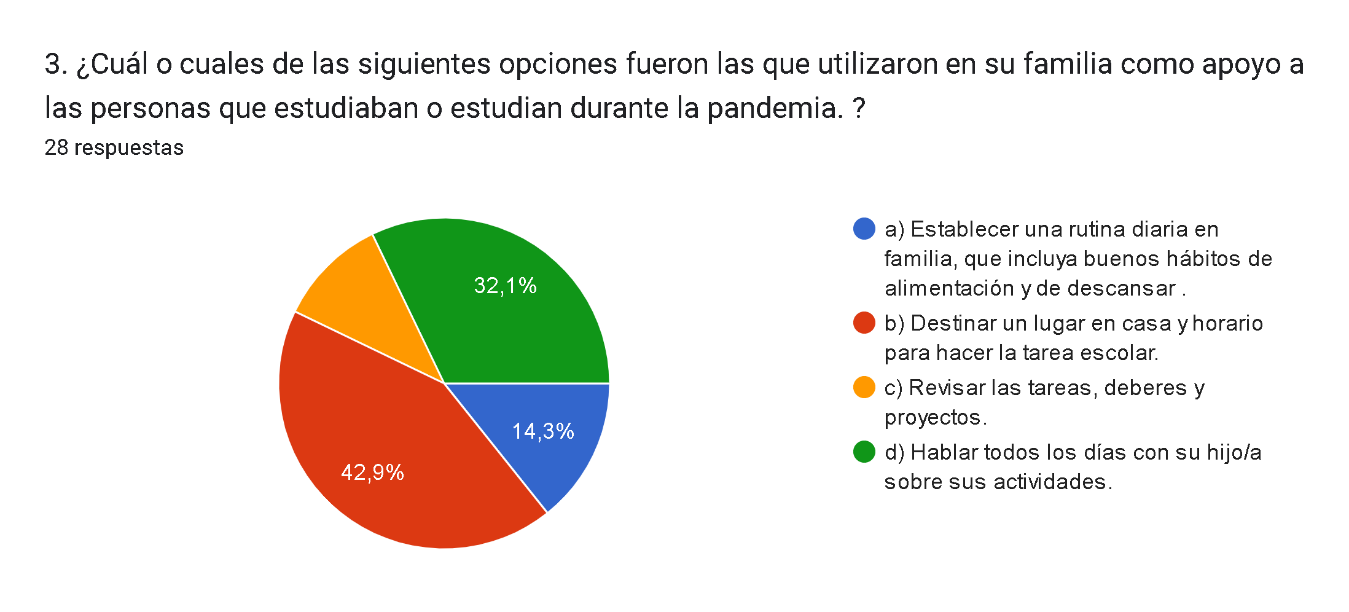 3. ¿Cuál o cuales de las siguientes opciones fueron las que utilizaron en su familia como apoyo a
las personas que estudiaban o estudian durante la pandemia. ?
28 respuestas
32,1%
14,3%
42,9%
a) Establecer una rutina diaria en
familia, que incluya buenos hábitos de
alimentación y de descansar .
b) Destinar un lugar en casa y horario
para hacer la tarea escolar.
c) Revisar las tareas, deberes y
proyectos.
d) Hablar todos los días con su hijo/a
sobre sus actividades.